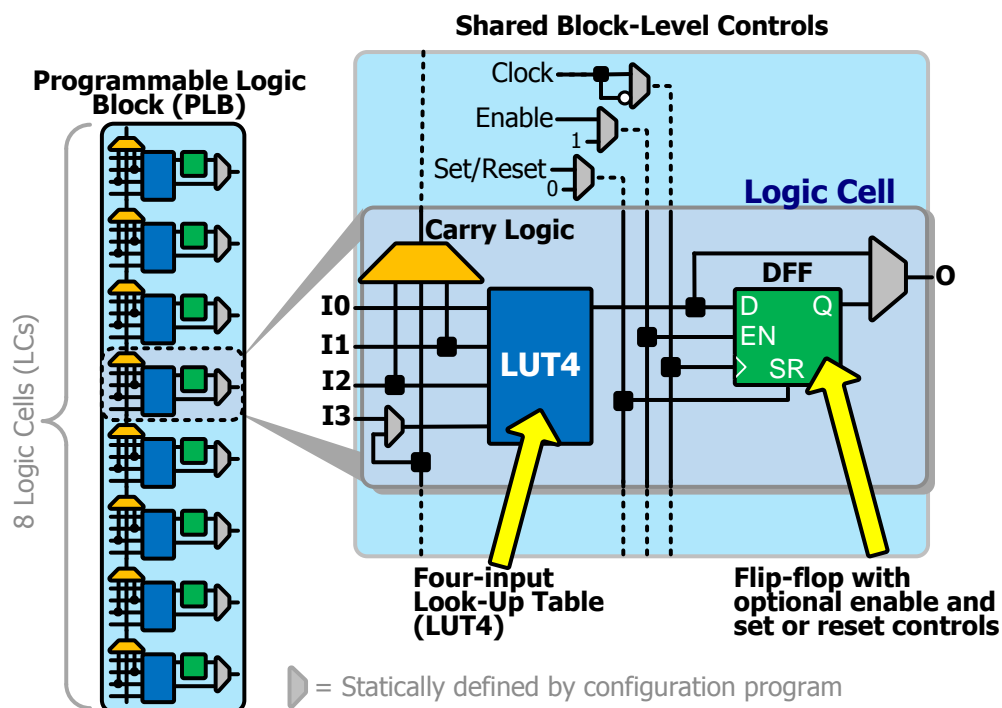 Shared Block-Level Controls
Programmable Logic
Block (PLB)
Clock
Enable
1
Set/Reset
0
Logic Cell
Carry Logic
DFF
I0
I1
I2
I3
LUT4
D
Q
EN
SR
O
8 Logic Cells (LCs)
Four-input
Look-Up Table
(LUT4)
Flip-flop with
optional enable and
set or reset controls
= Statically defined by configuration program